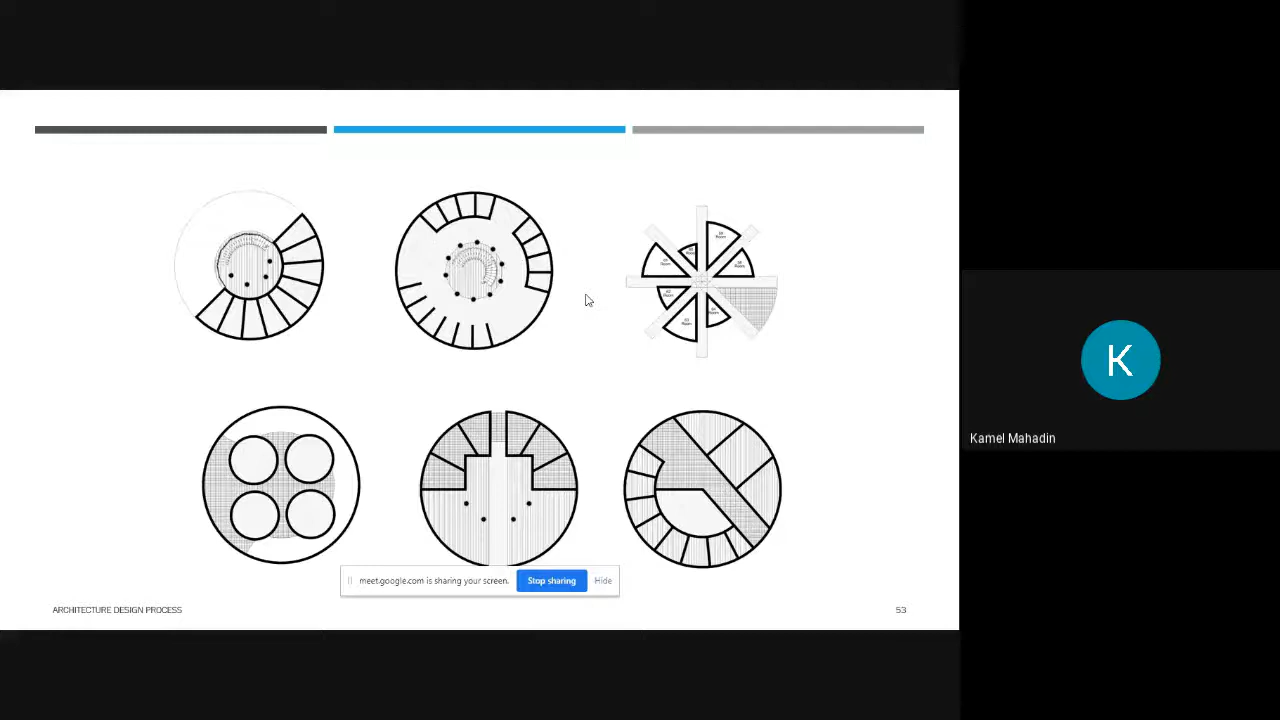 K
Kamel Mahadin
meet.google.com is sharing your screen. Stop sharing Hide
ARCHITECTURE DESIGN PROCESS 53